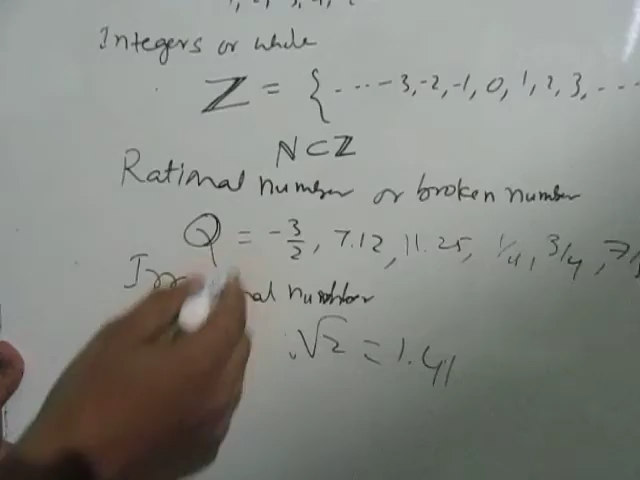 Integers or whole
Z = { .... -3, -2, -1, 0, 1, 2, 3, ...
N ⊂ Z
Rational number or broken number
Q = -3/2, 7.12, 11.25, 1/4, 3/4, 7/
number
√2 = 1.41